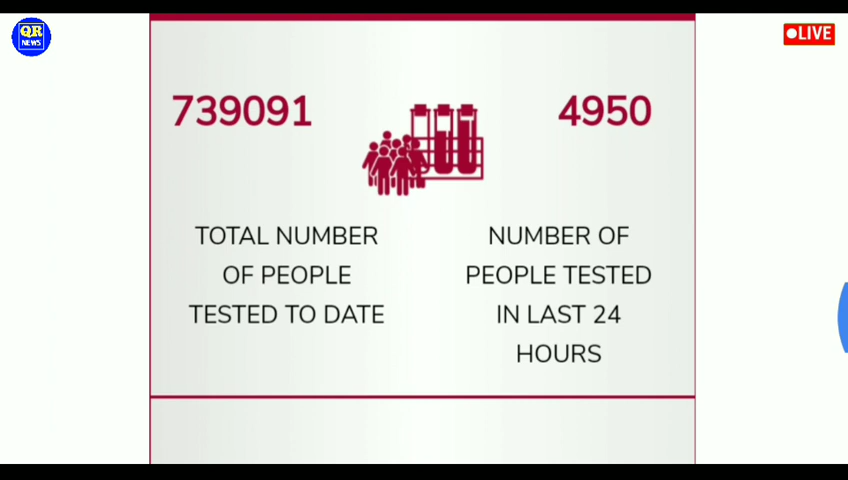 QR
NEWS
LIVE
739091
4950
TOTAL NUMBER
OF PEOPLE
TESTED TO DATE
NUMBER OF
PEOPLE TESTED
IN LAST 24
HOURS